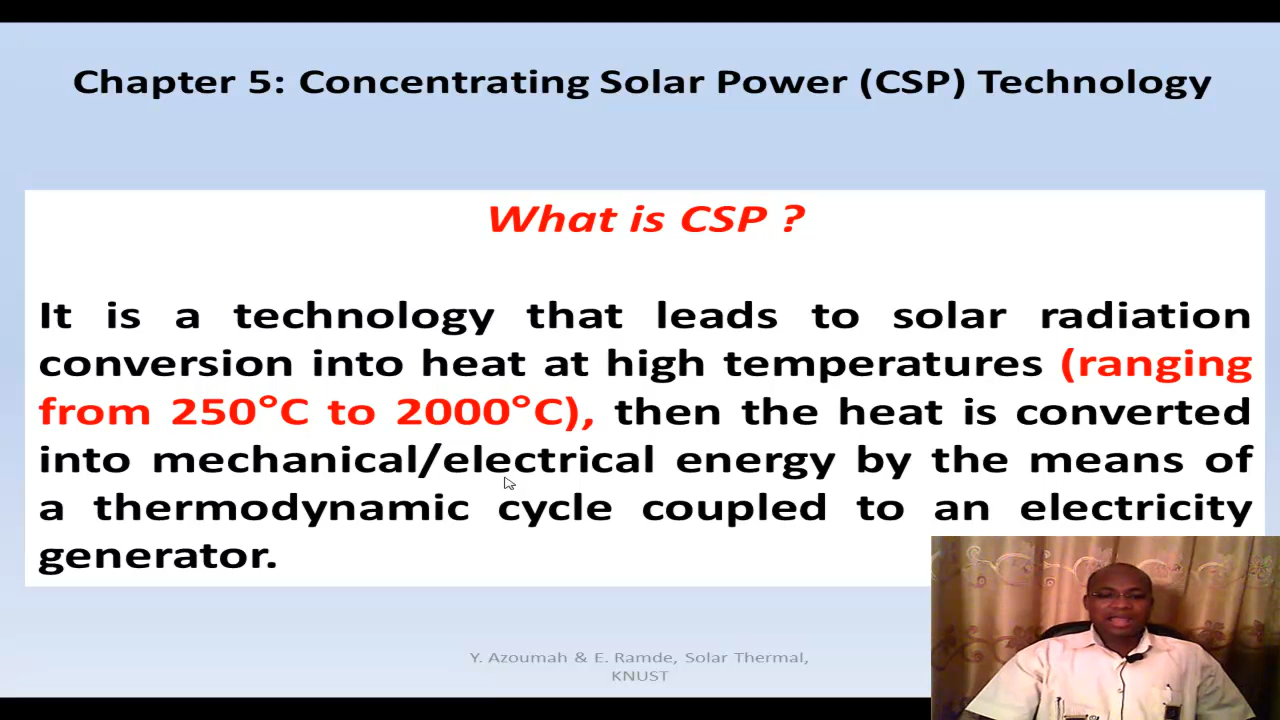 Chapter 5: Concentrating Solar Power (CSP) Technology
What is CSP ?
It is a technology that leads to solar radiation
conversion into heat at high temperatures (ranging
from 250°C to 2000°C), then the heat is converted
into mechanical/electrical energy by the means of
a thermodynamic cycle coupled to an electricity
generator.
Y. Azoumah & E. Ramde, Solar Thermal,
KNUST